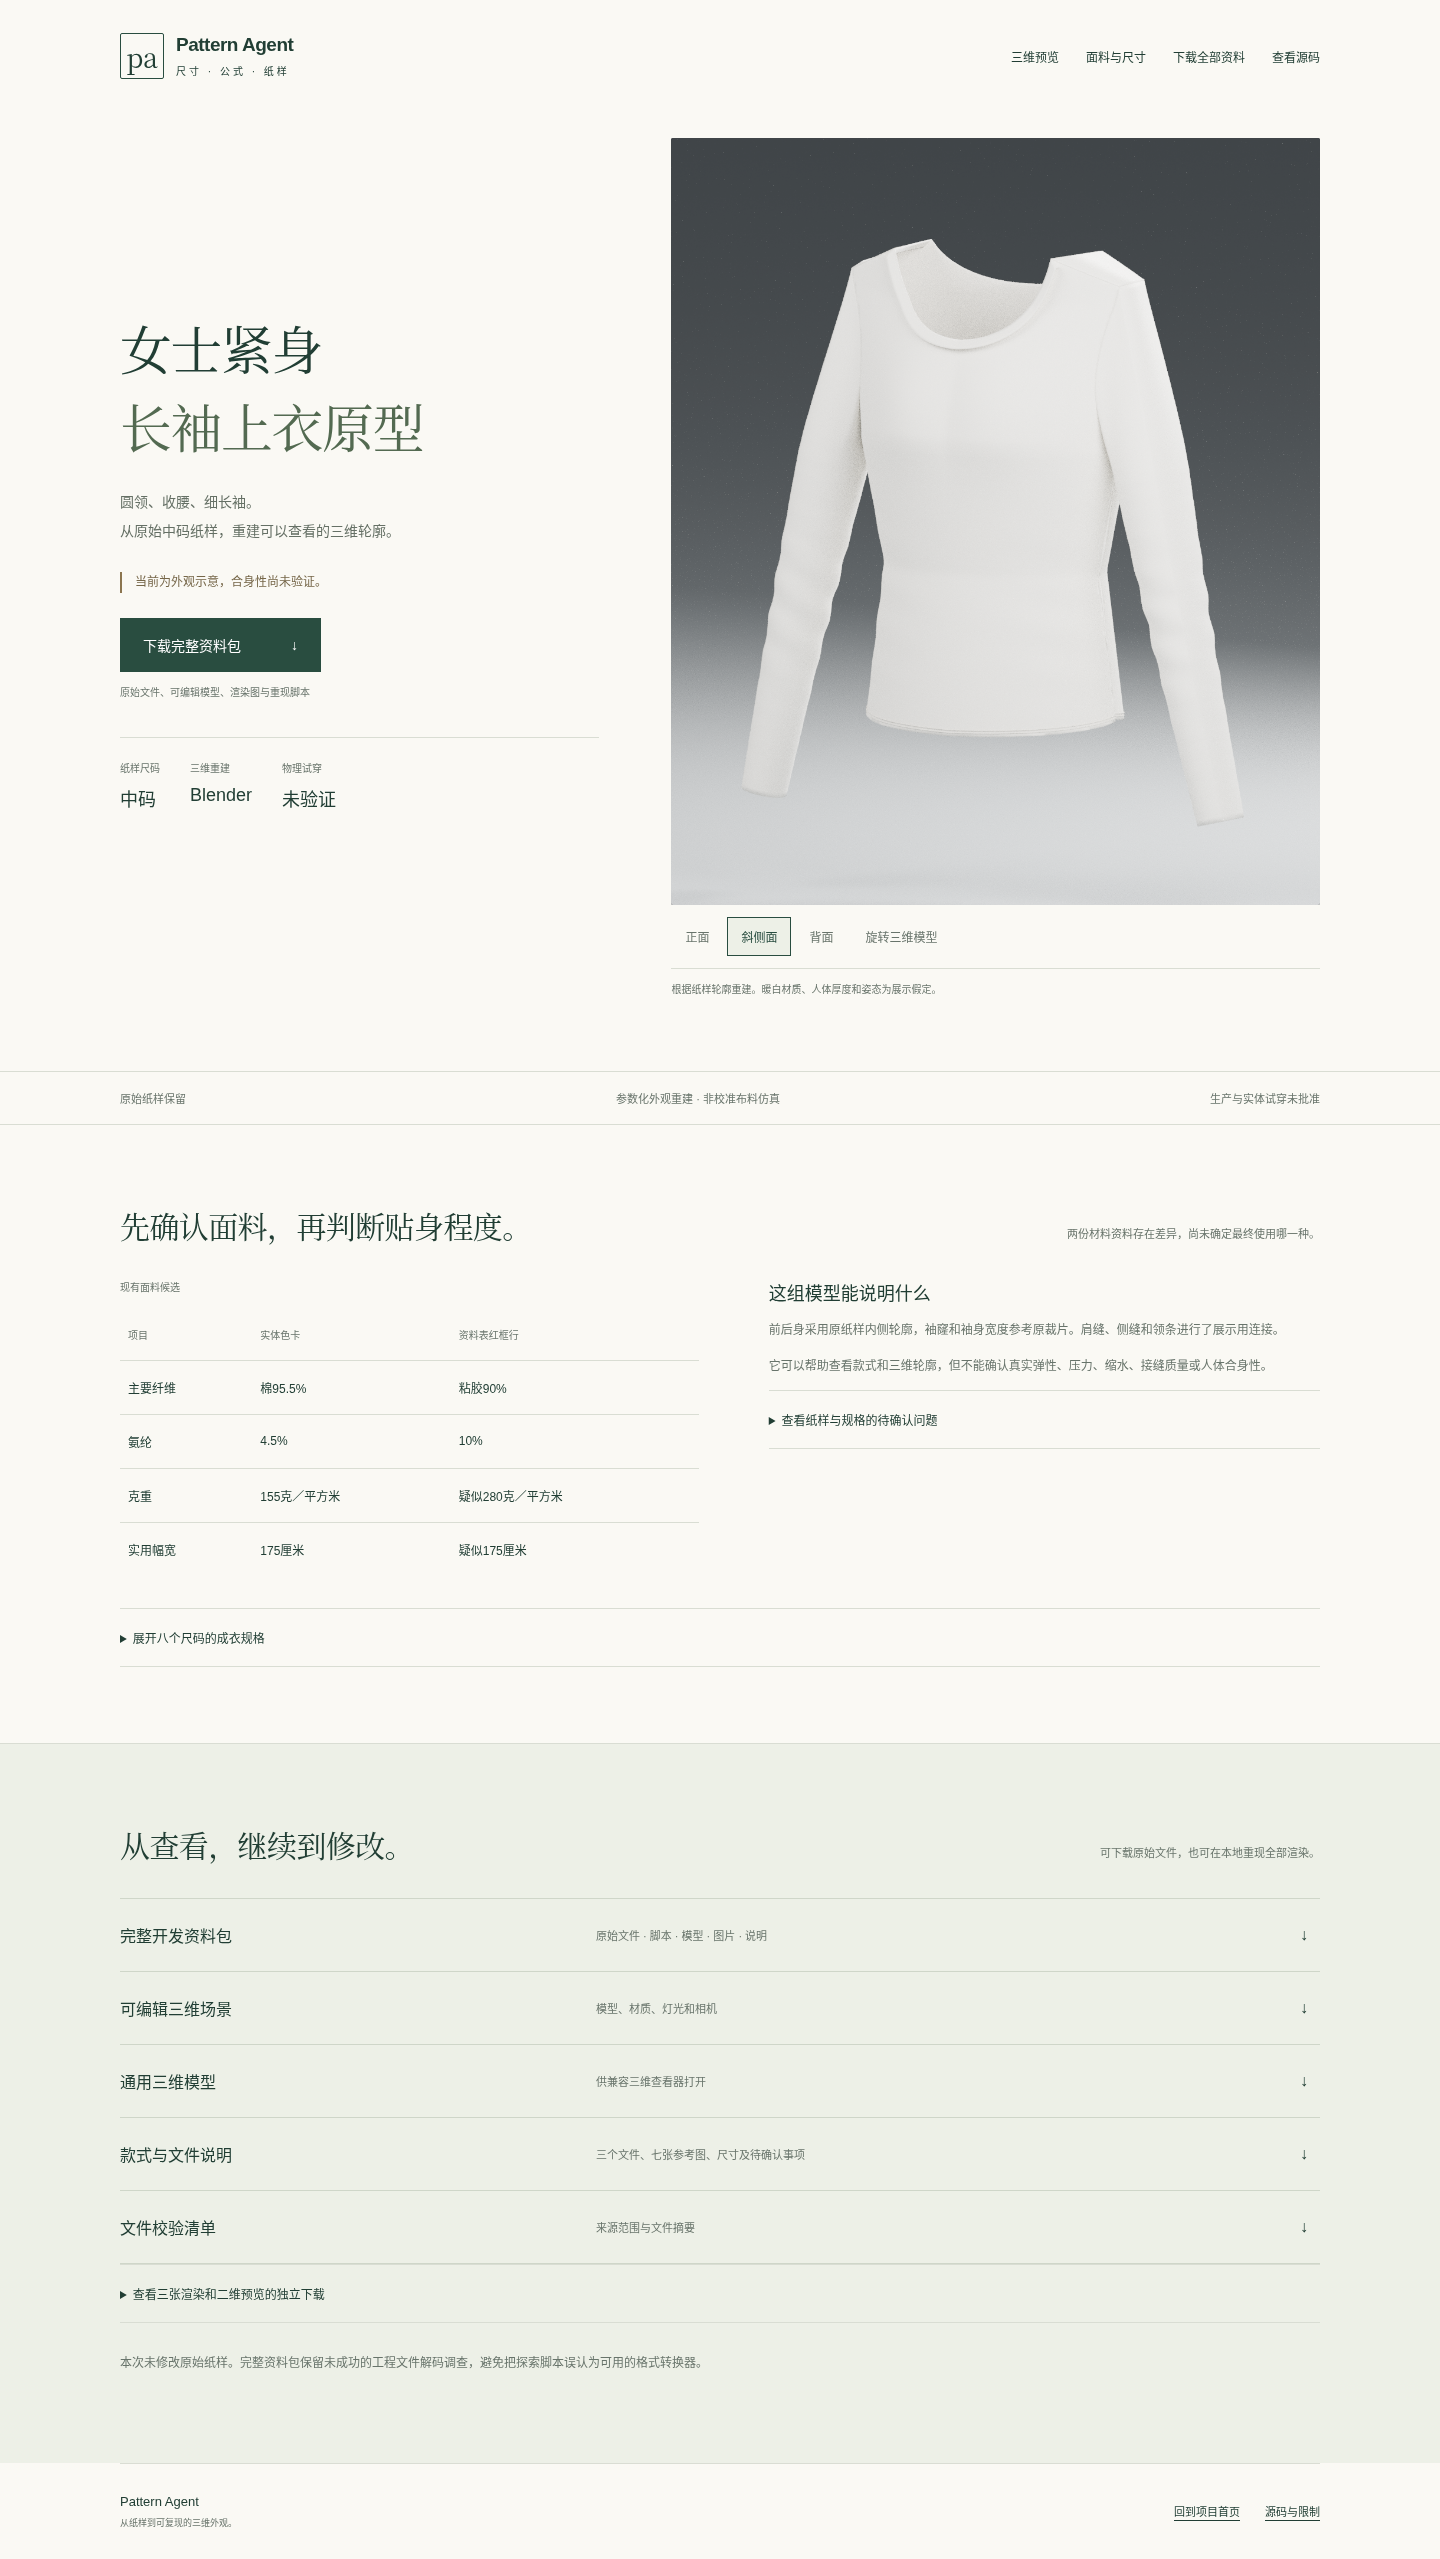 pa
Pattern Agent
尺寸 · 公式 · 纸样
三维预览
面料与尺寸
下载全部资料
查看源码
女士紧身
长袖上衣原型
圆领、收腰、细长袖。
从原始中码纸样，重建可以查看的三维轮廓。
当前为外观示意，合身性尚未验证。
下载完整资料包 ↓
原始文件、可编辑模型、渲染图与重现脚本
纸样尺码
中码
三维重建
Blender
物理试穿
未验证
正面
斜侧面
背面
旋转三维模型
根据纸样轮廓重建。暖白材质、人体厚度和姿态为展示假定。
原始纸样保留
参数化外观重建 · 非校准布料仿真
生产与实体试穿未批准
先确认面料，再判断贴身程度。
两份材料资料存在差异，尚未确定最终使用哪一种。
现有面料候选
项目 实体色卡 资料表红框行
主要纤维 棉95.5% 粘胶90%
氨纶 4.5% 10%
克重 155克／平方米 疑似280克／平方米
实用幅宽 175厘米 疑似175厘米
这组模型能说明什么
前后身采用原纸样内侧轮廓，袖窿和袖身宽度参考原裁片。肩缝、侧缝和领条进行了展示用连接。
它可以帮助查看款式和三维轮廓，但不能确认真实弹性、压力、缩水、接缝质量或人体合身性。
▶ 查看纸样与规格的待确认问题
▶ 展开八个尺码的成衣规格
从查看，继续到修改。
可下载原始文件，也可在本地重现全部渲染。
完整开发资料包 原始文件 · 脚本 · 模型 · 图片 · 说明 ↓
可编辑三维场景 模型、材质、灯光和相机 ↓
通用三维模型 供兼容三维查看器打开 ↓
款式与文件说明 三个文件、七张参考图、尺寸及待确认事项 ↓
文件校验清单 来源范围与文件摘要 ↓
▶ 查看三张渲染和二维预览的独立下载
本次未修改原始纸样。完整资料包保留未成功的工程文件解码调查，避免把探索脚本误认为可用的格式转换器。
Pattern Agent
从纸样到可复现的三维外观。
回到项目首页
源码与限制